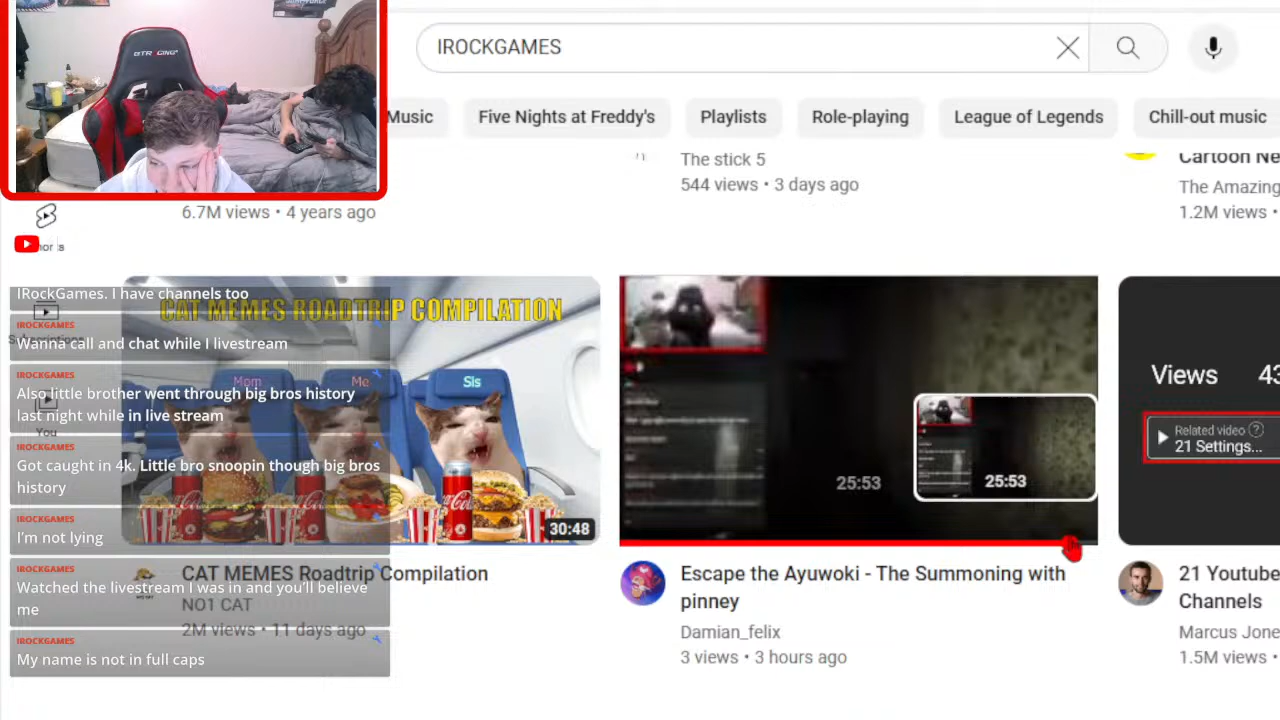 GTRACING
IROCKGAMES
Music
Five Nights at Freddy's
Playlists
Role-playing
League of Legends
Chill-out music
The stick 5
544 views • 3 days ago
Cartoon Ne
The Amazing
1.2M views •
6.7M views • 4 years ago
IRockGames. I have channels too
IROCKGAMES
Wanna call and chat while I livestream
IROCKGAMES
Also little brother went through big bros history
last night while in live stream
You
IROCKGAMES
Got caught in 4k. Little bro snoopin though big bros
history
IROCKGAMES
I'm not lying
IROCKGAMES
Watched the livestream I was in and you'll believe
me
IROCKGAMES
My name is not in full caps
CAT MEMES ROADTRIP COMPILATION
Mom
Me
Sis
30:48
CAT MEMES Roadtrip Compilation
NO1 CAT
2M views • 11 days ago
25:53
25:53
Escape the Ayuwoki - The Summoning with
pinney
Damian_felix
3 views • 3 hours ago
Views 43
Related video
21 Settings...
21 Youtube
Channels
Marcus Jone
1.5M views •